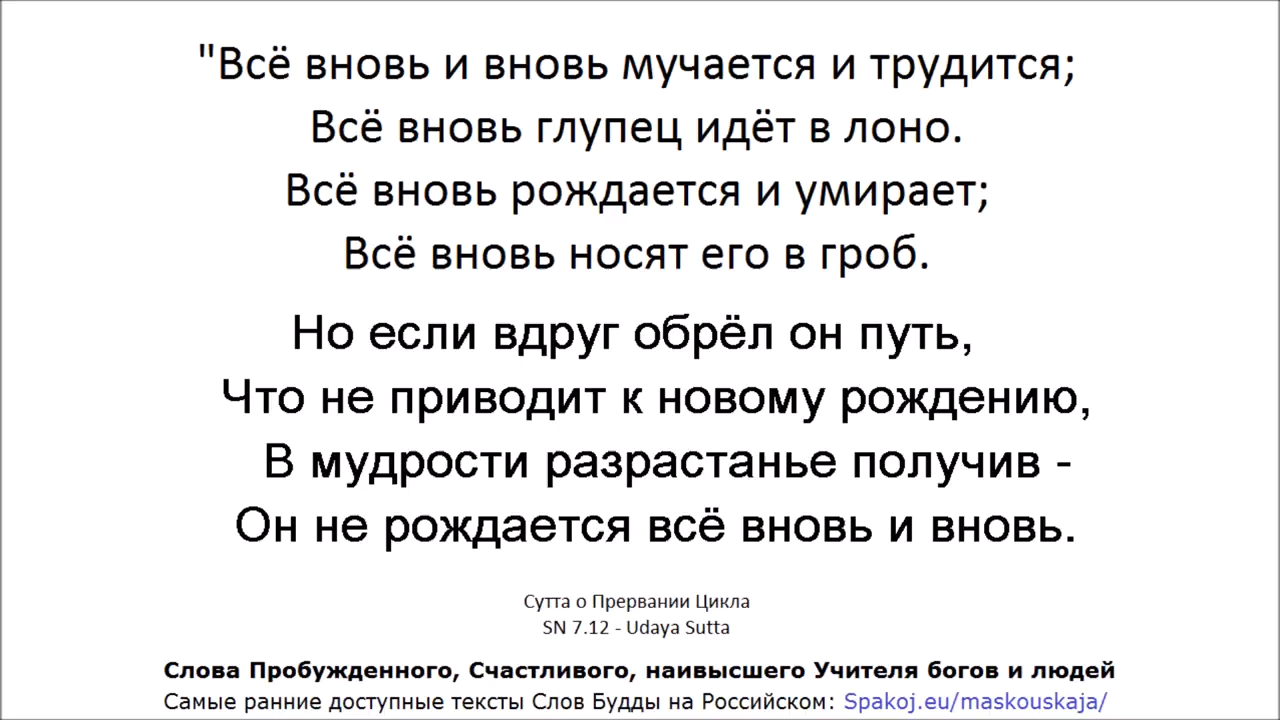 "Всё вновь и вновь мучается и трудится;
Всё вновь глупец идёт в лоно.
Всё вновь рождается и умирает;
Всё вновь носят его в гроб.
Но если вдруг обрёл он путь,
Что не приводит к новому рождению,
В мудрости разрастанье получив -
Он не рождается всё вновь и вновь.
Сутта о Прервании Цикла
SN 7.12 - Udaya Sutta
Слова Пробужденного, Счастливого, наивысшего Учителя богов и людей
Самые ранние доступные тексты Слов Будды на Российском: Spakoj.eu/maskouskaja/